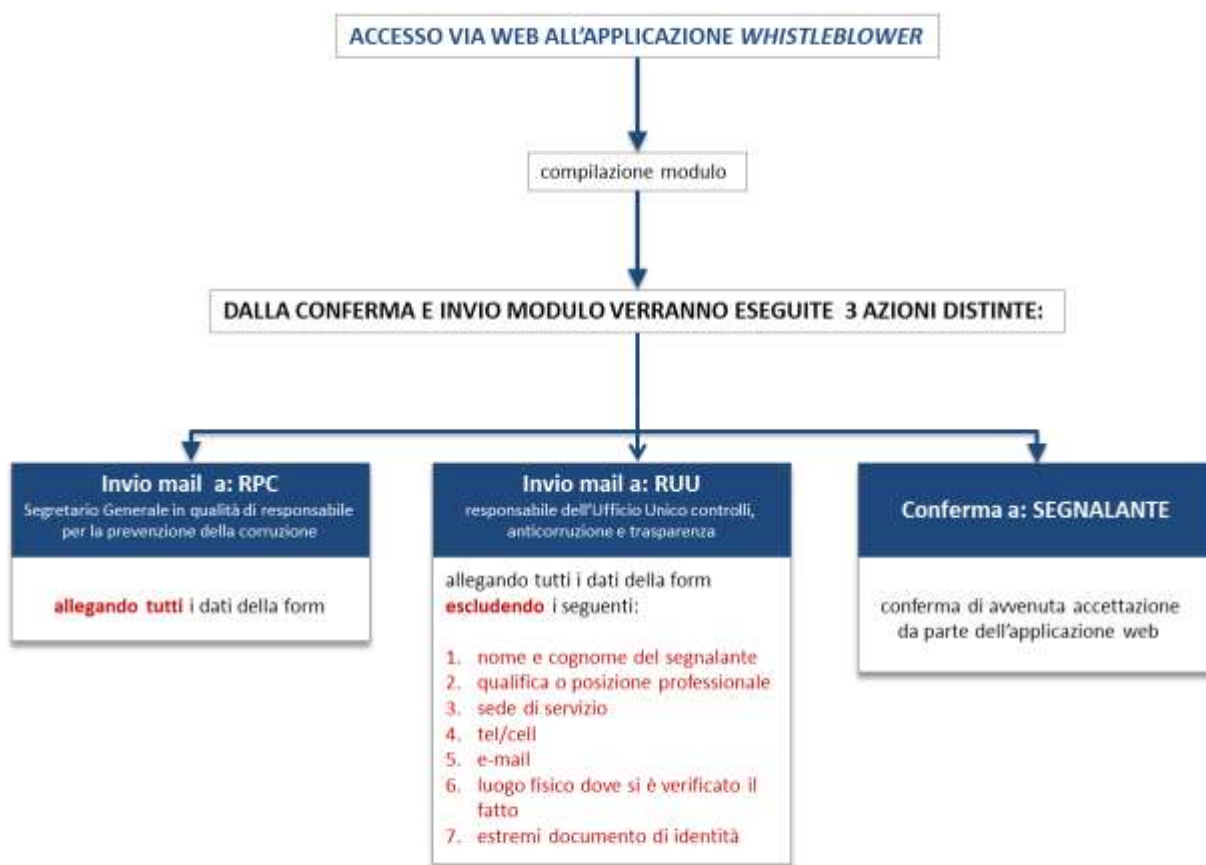 ACCESSO VIA WEB ALL'APPLICAZIONE WHISTLEBLOWER
compilazione modulo
DALLA CONFERMA E INVIO MODULO VERRANNO ESEGUITE 3 AZIONI DISTINTE:
Invio mail a: RPC
Segretario Generale in qualità di responsabile
per la prevenzione della corruzione
allegando tutti i dati della form
Invio mail a: RUU
responsabile dell'Ufficio Unico controlli,
anticorruzione e trasparenza
allegando tutti i dati della form
escludendo i seguenti:
1. nome e cognome del segnalante
2. qualifica o posizione professionale
3. sede di servizio
4. tel/cell
5. e-mail
6. luogo fisico dove si è verificato il
fatto
7. estremi documento di identità
Conferma a: SEGNALANTE
conferma di avvenuta accettazione
da parte dell'applicazione web